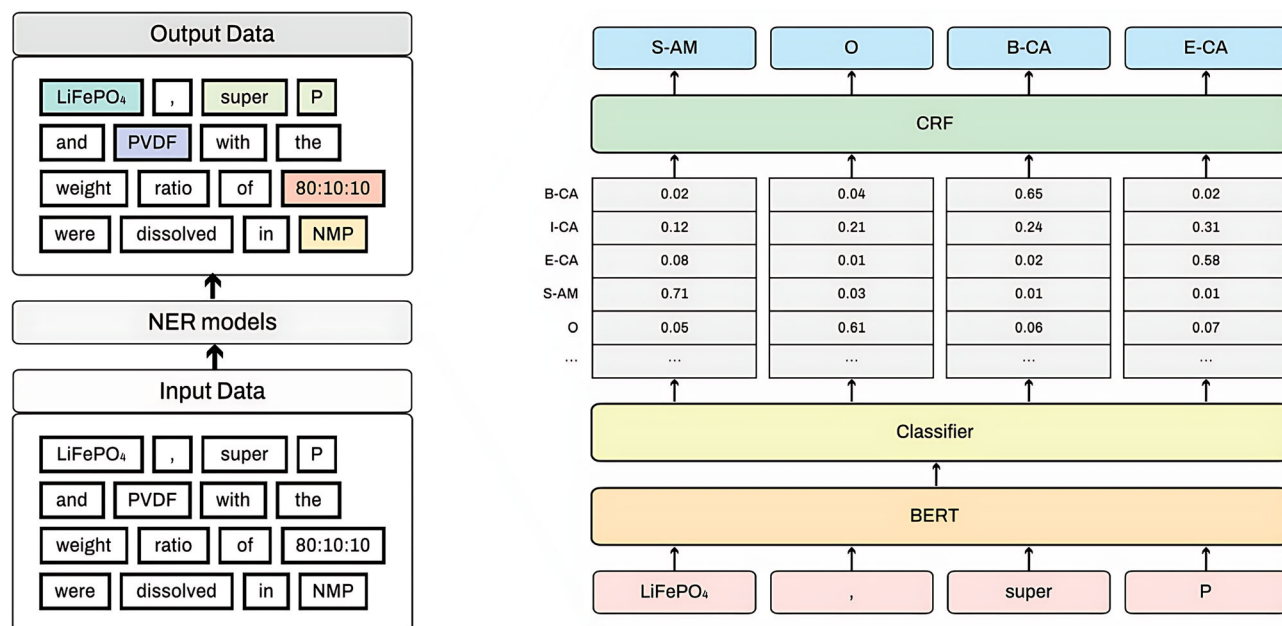 Output Data
LiFePO₄ , super P
and PVDF with the
weight ratio of 80:10:10
were dissolved in NMP
NER models
Input Data
LiFePO₄ , super P
and PVDF with the
weight ratio of 80:10:10
were dissolved in NMP
S-AM O B-CA E-CA
CRF
B-CA 0.02 0.04 0.65 0.02
I-CA 0.12 0.21 0.24 0.31
E-CA 0.08 0.01 0.02 0.58
S-AM 0.71 0.03 0.01 0.01
O 0.05 0.61 0.06 0.07
... ... ... ... ...
Classifier
BERT
LiFePO₄ , super P